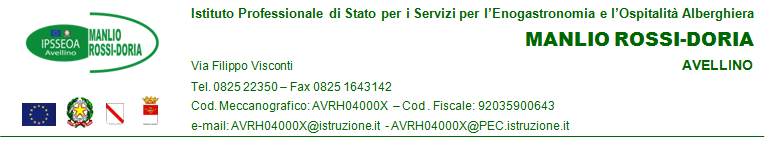 IPSSEOA
Avellino
MANLIO
ROSSI-DORIA
Istituto Professionale di Stato per i Servizi per l'Enogastronomia e l'Ospitalità Alberghiera
MANLIO ROSSI-DORIA
Via Filippo Visconti AVELLINO
Tel. 0825 22350 – Fax 0825 1643142
Cod. Meccanografico: AVRH04000X – Cod. Fiscale: 92035900643
e-mail: AVRH04000X@istruzione.it - AVRH04000X@PEC.istruzione.it